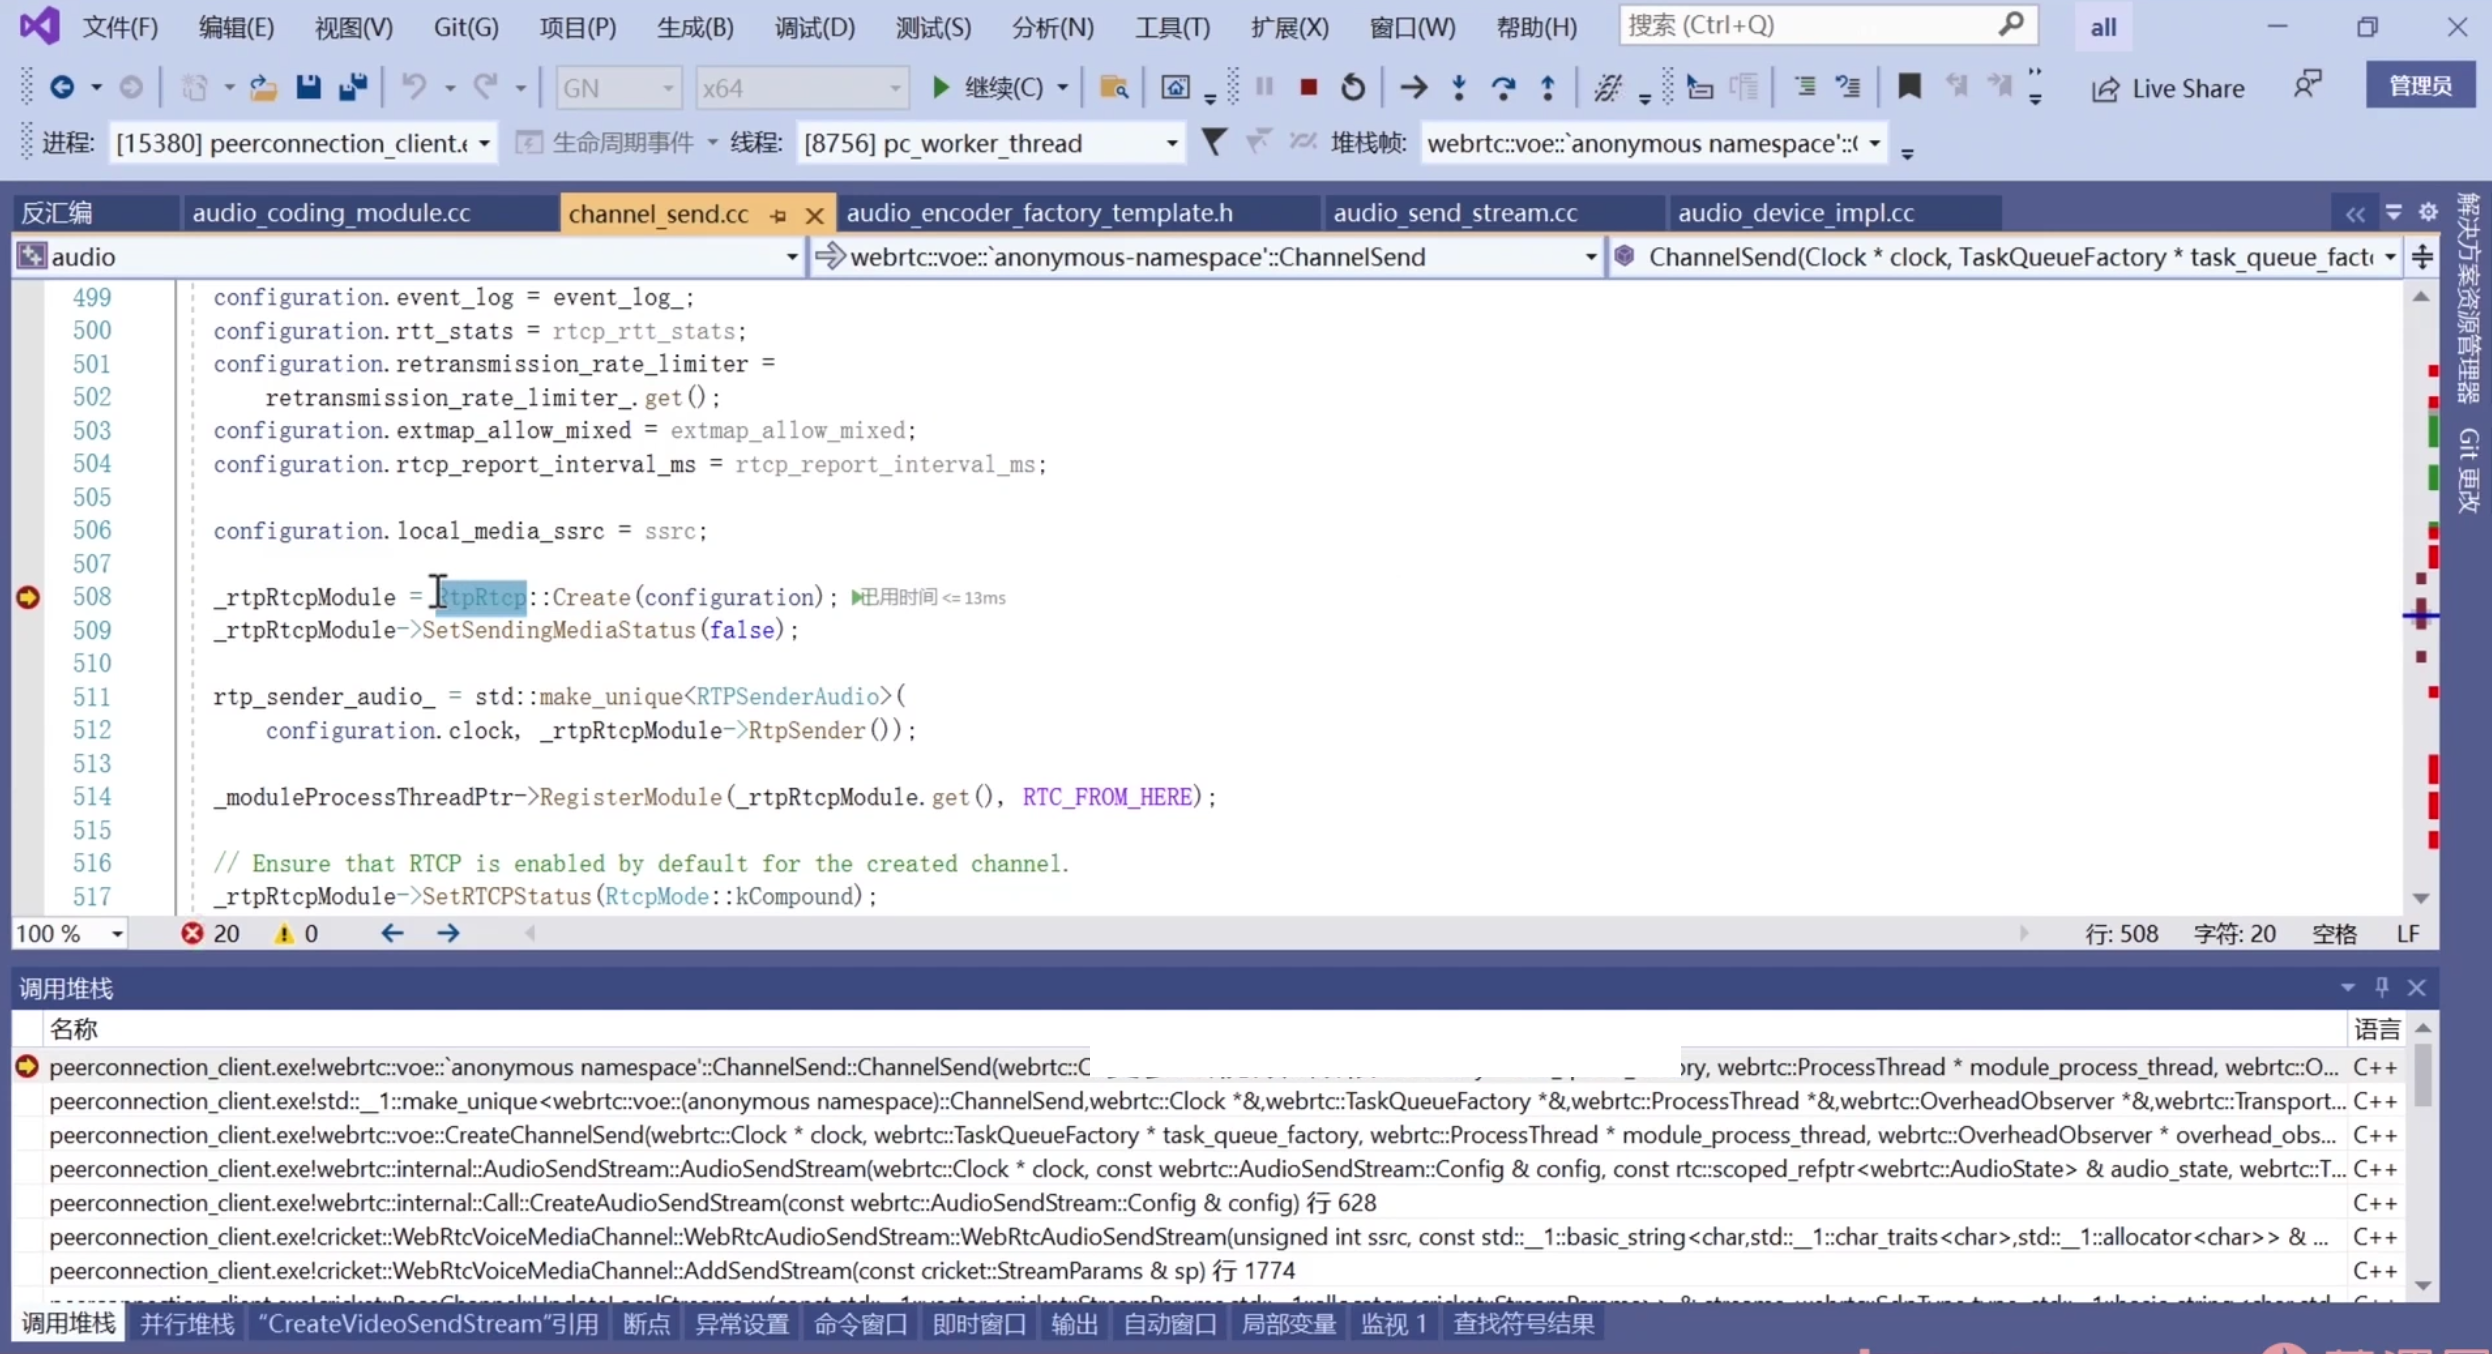 文件(F) 编辑(E) 视图(V) Git(G) 项目(P) 生成(B) 调试(D) 测试(S) 分析(N) 工具(T) 扩展(X) 窗口(W) 帮助(H) 搜索 (Ctrl+Q) all
GN x64 继续(C) Live Share 管理员
进程: [15380] peerconnection_client.e 生命周期事件 线程: [8756] pc_worker_thread 堆栈帧: webrtc::voe::`anonymous namespace'::(
反汇编 audio_coding_module.cc channel_send.cc audio_encoder_factory_template.h audio_send_stream.cc audio_device_impl.cc
audio webrtc::voe::`anonymous-namespace'::ChannelSend ChannelSend(Clock * clock, TaskQueueFactory * task_queue_fact
解决方案资源管理器
Git 更改
499 configuration.event_log = event_log_;
500 configuration.rtt_stats = rtcp_rtt_stats;
501 configuration.retransmission_rate_limiter =
502 retransmission_rate_limiter_.get();
503 configuration.extmap_allow_mixed = extmap_allow_mixed;
504 configuration.rtcp_report_interval_ms = rtcp_report_interval_ms;
505
506 configuration.local_media_ssrc = ssrc;
507
508 _rtpRtcpModule = RtpRtcp::Create(configuration); 已用时间 <= 13ms
509 _rtpRtcpModule->SetSendingMediaStatus(false);
510
511 rtp_sender_audio_ = std::make_unique<RTPSenderAudio>(
512 configuration.clock, _rtpRtcpModule->RtpSender());
513
514 _moduleProcessThreadPtr->RegisterModule(_rtpRtcpModule.get(), RTC_FROM_HERE);
515
516 // Ensure that RTCP is enabled by default for the created channel.
517 _rtpRtcpModule->SetRTCPStatus(RtcpMode::kCompound);
100 % 20 0 行: 508 字符: 20 空格 LF
调用堆栈
名称 语言
peerconnection_client.exe!webrtc::voe::`anonymous namespace'::ChannelSend::ChannelSend(webrtc::C ry, webrtc::ProcessThread * module_process_thread, webrtc::O... C++
peerconnection_client.exe!std::__1::make_unique<webrtc::voe::(anonymous namespace)::ChannelSend,webrtc::Clock *&,webrtc::TaskQueueFactory *&,webrtc::ProcessThread *&,webrtc::OverheadObserver *&,webrtc::Transport... C++
peerconnection_client.exe!webrtc::voe::CreateChannelSend(webrtc::Clock * clock, webrtc::TaskQueueFactory * task_queue_factory, webrtc::ProcessThread * module_process_thread, webrtc::OverheadObserver * overhead_obs... C++
peerconnection_client.exe!webrtc::internal::AudioSendStream::AudioSendStream(webrtc::Clock * clock, const webrtc::AudioSendStream::Config & config, const rtc::scoped_refptr<webrtc::AudioState> & audio_state, webrtc::T... C++
peerconnection_client.exe!webrtc::internal::Call::CreateAudioSendStream(const webrtc::AudioSendStream::Config & config) 行 628 C++
peerconnection_client.exe!cricket::WebRtcVoiceMediaChannel::WebRtcAudioSendStream::WebRtcAudioSendStream(unsigned int ssrc, const std::__1::basic_string<char,std::__1::char_traits<char>,std::__1::allocator<char>> & ... C++
peerconnection_client.exe!cricket::WebRtcVoiceMediaChannel::AddSendStream(const cricket::StreamParams & sp) 行 1774 C++
调用堆栈 并行堆栈 “CreateVideoSendStream”引用 断点 异常设置 命令窗口 即时窗口 输出 自动窗口 局部变量 监视 1 查找符号结果